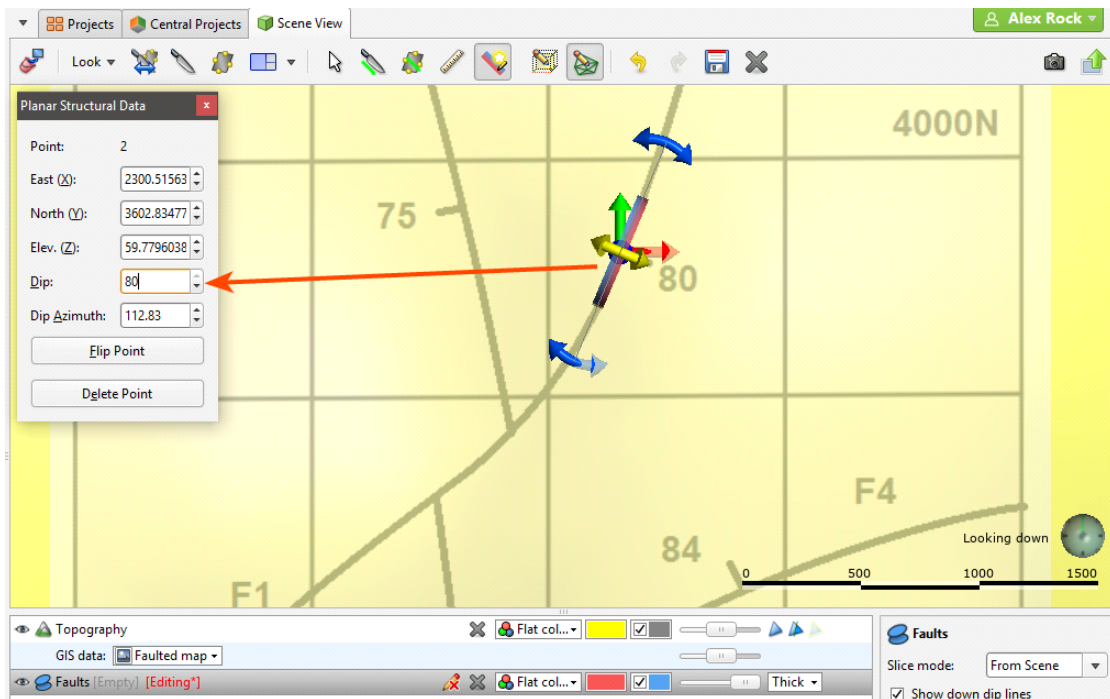 Projects Central Projects Scene View Alex Rock
Look
Planar Structural Data x
Point: 2
East (X): 2300.51563
North (Y): 3602.83477
Elev. (Z): 59.7796038
Dip: 80
Dip Azimuth: 112.83
Flip Point
Delete Point
4000N
75
80
F4
84
F1
Looking down
0 500 1000 1500
Topography Flat col...
GIS data: Faulted map
Faults [Empty] [Editing*] Flat col... Thick
Faults
Slice mode: From Scene
Show down dip lines